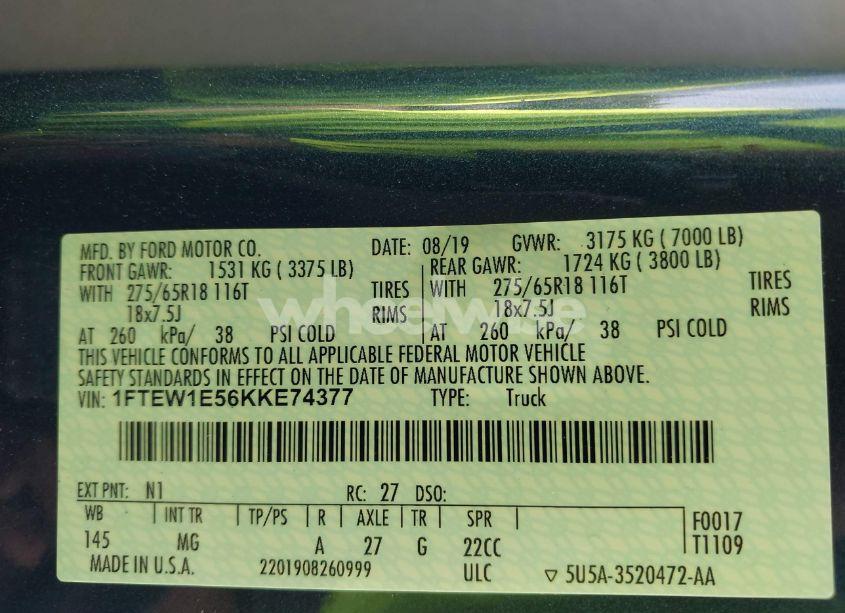 MFD. BY FORD MOTOR CO. DATE: 08/19 GVWR: 3175 KG ( 7000 LB)
FRONT GAWR: 1531 KG ( 3375 LB) REAR GAWR: 1724 KG ( 3800 LB)
WITH 275/65R18 116T TIRES WITH 275/65R18 116T TIRES
18x7.5J RIMS 18x7.5J RIMS
AT 260 kPa/ 38 PSI COLD AT 260 kPa/ 38 PSI COLD
wheelwise
THIS VEHICLE CONFORMS TO ALL APPLICABLE FEDERAL MOTOR VEHICLE
SAFETY STANDARDS IN EFFECT ON THE DATE OF MANUFACTURE SHOWN ABOVE.
VIN: 1FTEW1E56KKE74377 TYPE: Truck
EXT PNT: N1 RC: 27 DSO:
WB INT TR TP/PS R AXLE TR SPR F0017
145 MG A 27 G 22CC T1109
MADE IN U.S.A. 2201908260999 ULC ▽ 5U5A-3520472-AA